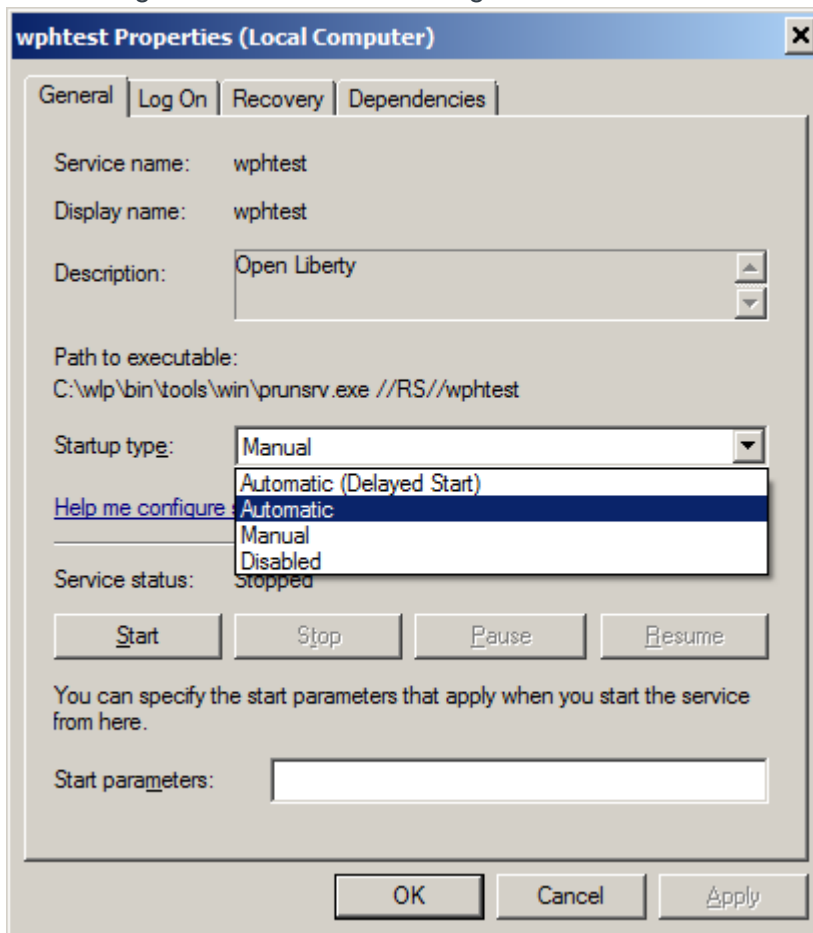 wphtest Properties (Local Computer)
General Log On Recovery Dependencies
Service name: wphtest
Display name: wphtest
Description: Open Liberty
Path to executable:
C:\wlp\bin\tools\win\prunsrv.exe //RS//wphtest
Startup type: Manual
Automatic (Delayed Start)
Help me configure Automatic
Manual
Disabled
Service status: Stopped
Start Stop Pause Resume
You can specify the start parameters that apply when you start the service
from here.
Start parameters:
OK Cancel Apply